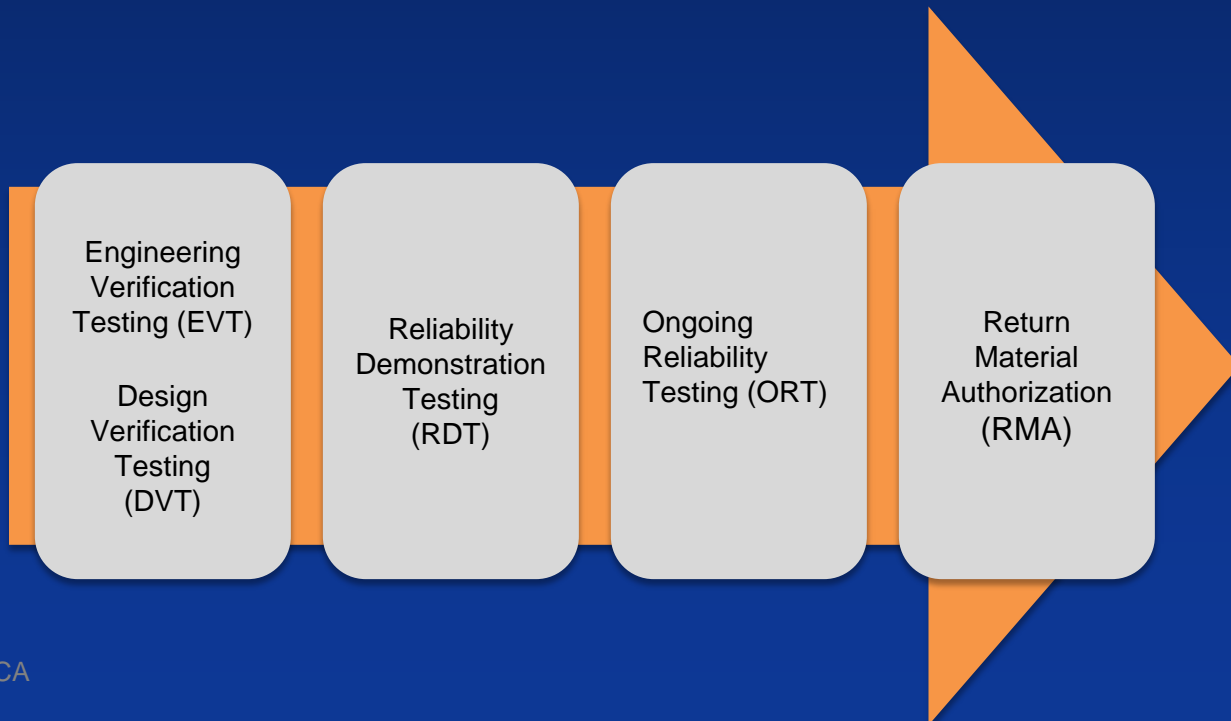 Engineering
Verification
Testing (EVT)
Design
Verification
Testing
(DVT)
Reliability
Demonstration
Testing
(RDT)
Ongoing
Reliability
Testing (ORT)
Return
Material
Authorization
(RMA)
CA